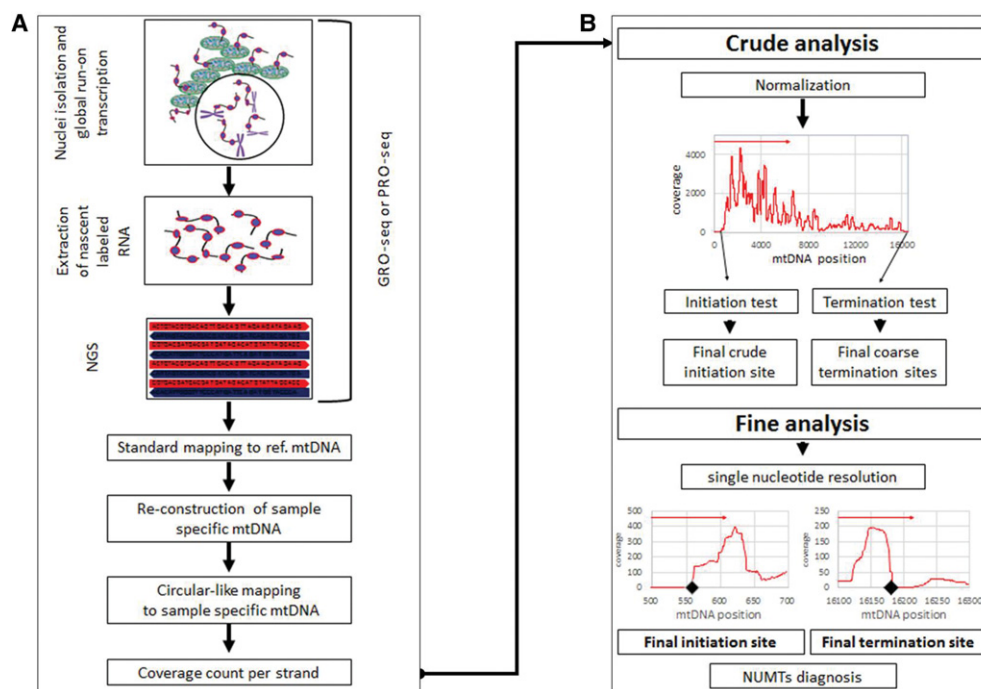 A
Nuclei isolation and
global run-on
transcription
Extraction
of nascent
labeled
RNA
NGS
GRO-seq or PRO-seq
Standard mapping to ref. mtDNA
Re-construction of sample
specific mtDNA
Circular-like mapping
to sample specific mtDNA
Coverage count per strand
B
Crude analysis
Normalization
coverage
4000
2000
0
0
4000
8000
12000
16000
mtDNA position
Initiation test
Termination test
Final crude
initiation site
Final coarse
termination sites
Fine analysis
single nucleotide resolution
coverage
500
400
300
200
100
0
500
550
600
650
700
mtDNA position
coverage
250
200
150
100
50
0
16100
16150
16200
16250
16300
mtDNA position
Final initiation site
Final termination site
NUMTs diagnosis